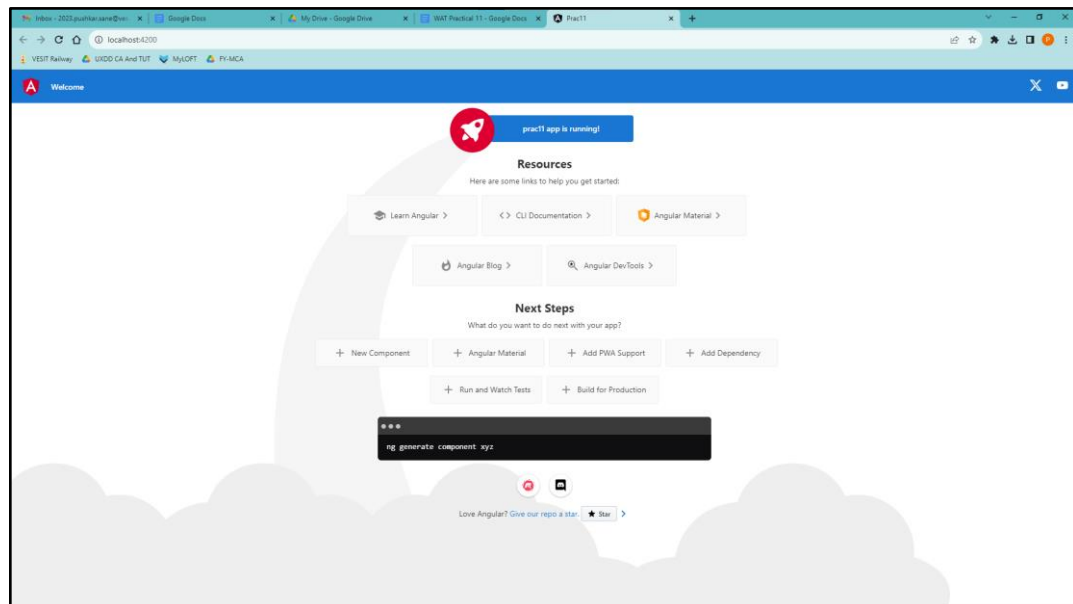 Inbox - 2023.pushkar.sane@ves
Google Docs
My Drive - Google Drive
WAT Practical 11 - Google Docs
Prac11
localhost:4200
VESIT Railway
UXDD CA And TUT
MyLOFT
FY-MCA
Welcome
prac11 app is running!
Resources
Here are some links to help you get started:
Learn Angular
CLI Documentation
Angular Material
Angular Blog
Angular DevTools
Next Steps
What do you want to do next with your app?
New Component
Angular Material
Add PWA Support
Add Dependency
Run and Watch Tests
Build for Production
ng generate component xyz
Love Angular? Give our repo a star. Star